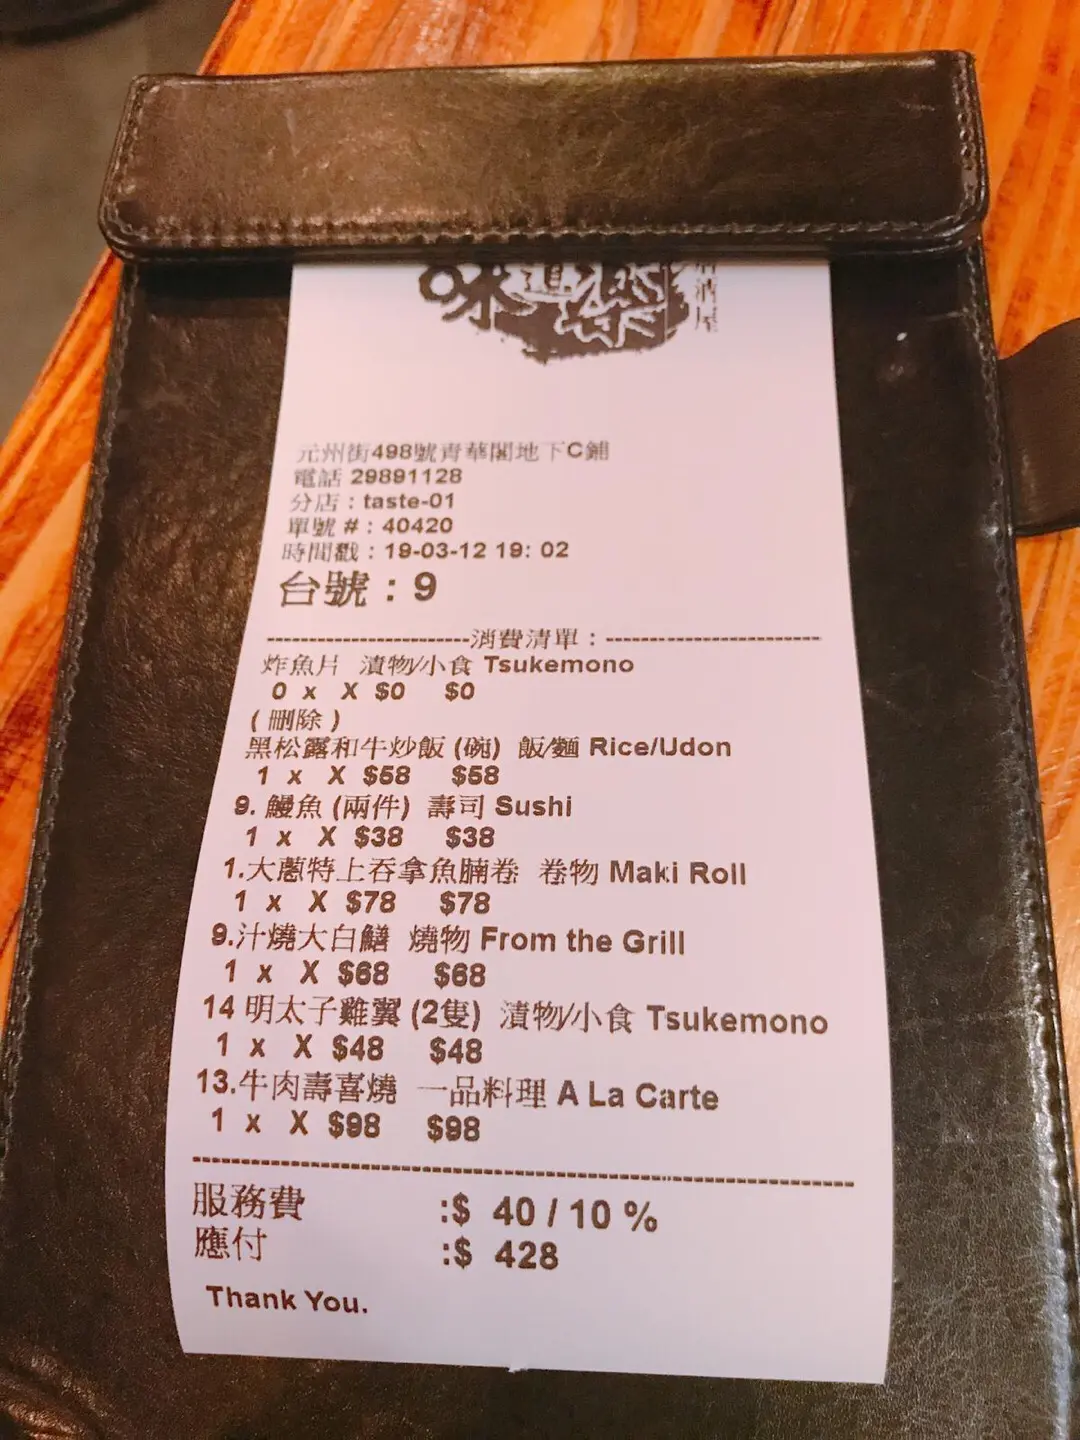 味道樂
酒屋
元州街498號青華閣地下C鋪
電話 29891128
分店 : taste-01
單號 # : 40420
時間戳 : 19-03-12 19: 02
台號 : 9
------------------------消費清單 : -------------------------
炸魚片 漬物/小食 Tsukemono
0 x X $0 $0
( 刪除 )
黑松露和牛炒飯 (碗) 飯/麵 Rice/Udon
1 x X $58 $58
9. 鰻魚 (兩件) 壽司 Sushi
1 x X $38 $38
1.大蔥特上吞拿魚腩卷 卷物 Maki Roll
1 x X $78 $78
9.汁燒大白鱔 燒物 From the Grill
1 x X $68 $68
14 明太子雞翼 (2隻) 漬物/小食 Tsukemono
1 x X $48 $48
13.牛肉壽喜燒 一品料理 A La Carte
1 x X $98 $98
服務費 :$ 40 / 10 %
應付 :$ 428
Thank You.